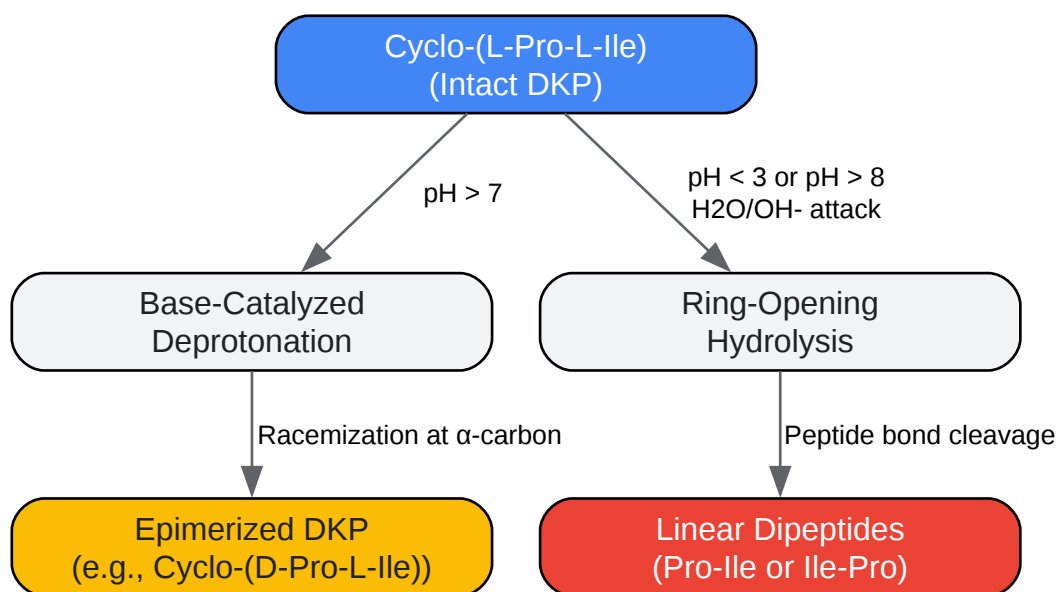 Cyclo-(L-Pro-L-Ile)
(Intact DKP)
pH > 7
pH < 3 or pH > 8
H2O/OH- attack
Base-Catalyzed
Deprotonation
Ring-Opening
Hydrolysis
Racemization at α-carbon
Peptide bond cleavage
Epimerized DKP
(e.g., Cyclo-(D-Pro-L-Ile))
Linear Dipeptides
(Pro-Ile or Ile-Pro)